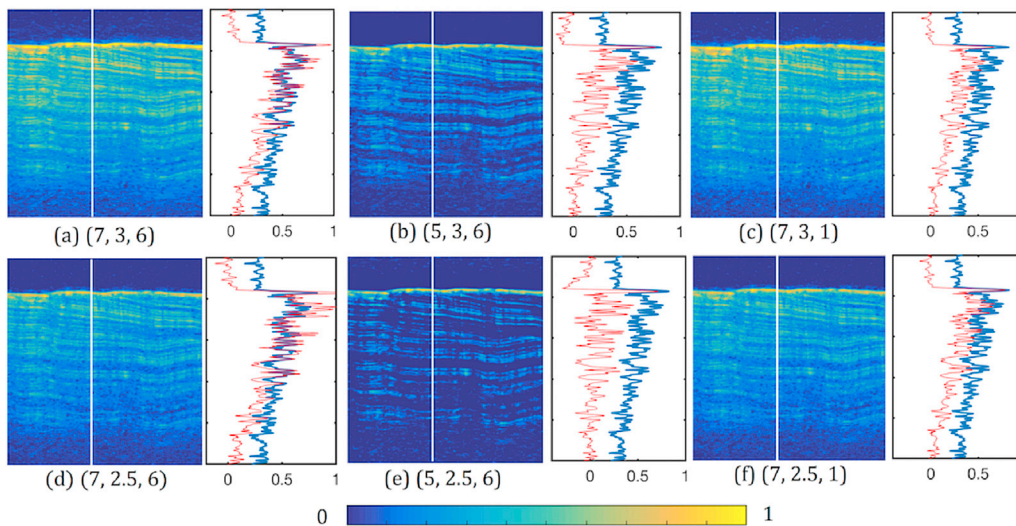 0 0.5 1
0 0.5 1
0 0.5
(a) (7, 3, 6)
(b) (5, 3, 6)
(c) (7, 3, 1)
0 0.5 1
0 0.5 1
0 0.5
(d) (7, 2.5, 6)
(e) (5, 2.5, 6)
(f) (7, 2.5, 1)
0 1